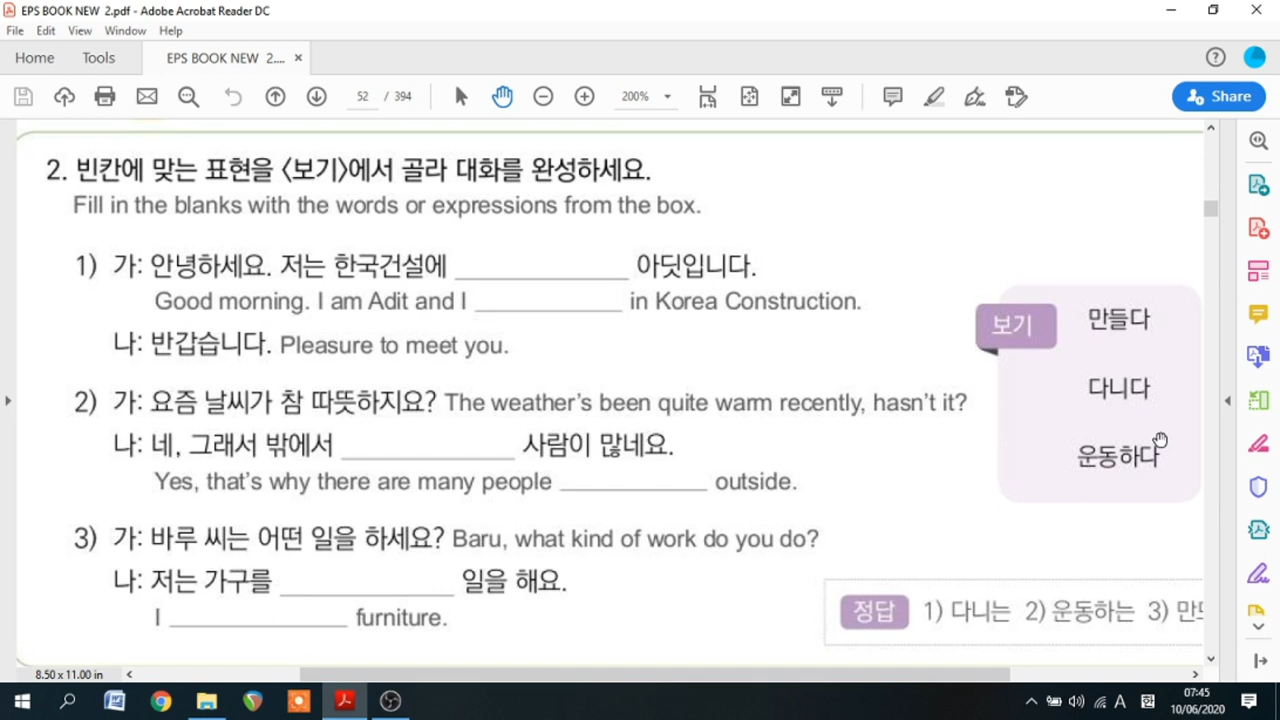 EPS BOOK NEW 2.pdf - Adobe Acrobat Reader DC
File Edit View Window Help
Home Tools EPS BOOK NEW 2.... ×
52 / 394 200% Share
2. 빈칸에 맞는 표현을 〈보기〉에서 골라 대화를 완성하세요.
Fill in the blanks with the words or expressions from the box.
1) 가: 안녕하세요. 저는 한국건설에 ____________ 아딧입니다.
Good morning. I am Adit and I ____________ in Korea Construction.
나: 반갑습니다. Pleasure to meet you.
2) 가: 요즘 날씨가 참 따뜻하지요? The weather's been quite warm recently, hasn't it?
나: 네, 그래서 밖에서 ____________ 사람이 많네요.
Yes, that's why there are many people ____________ outside.
3) 가: 바루 씨는 어떤 일을 하세요? Baru, what kind of work do you do?
나: 저는 가구를 ____________ 일을 해요.
I ____________ furniture.
보기
만들다
다니다
운동하다
정답 1) 다니는 2) 운동하는 3)
8.50 x 11.00 in
A 한 07:45
10/06/2020